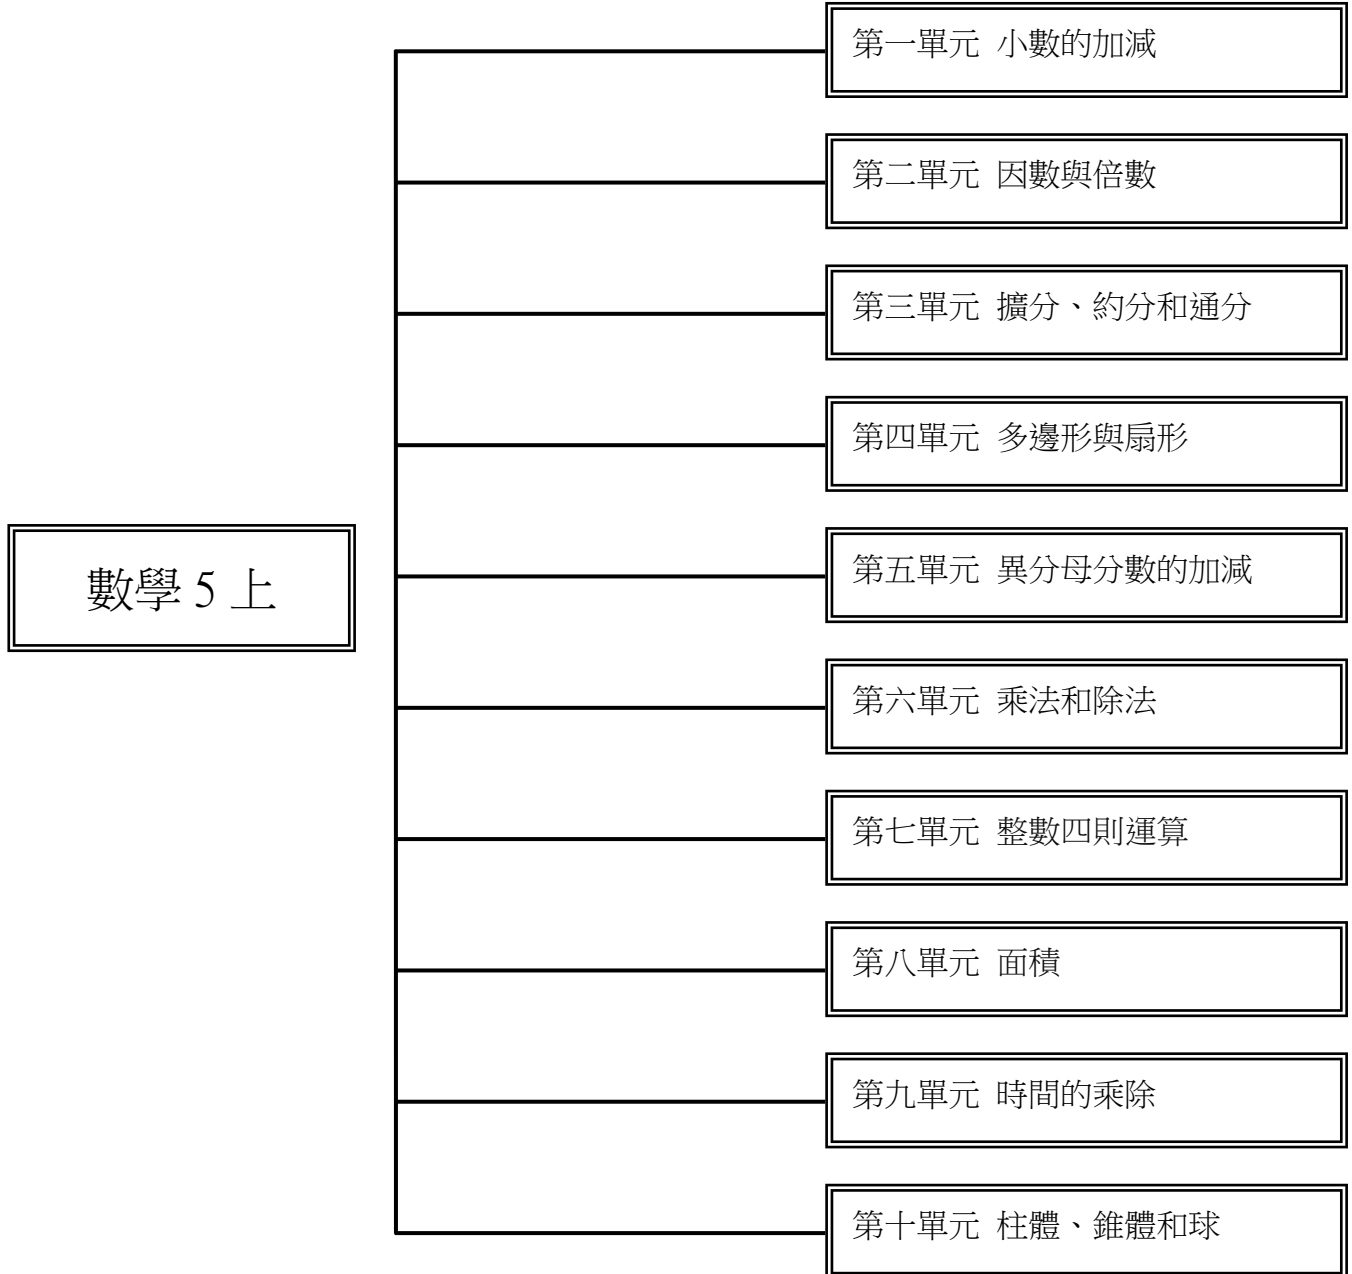 第一單元 小數的加減
第二單元 因數與倍數
第三單元 擴分、約分和通分
第四單元 多邊形與扇形
數學 5 上
第五單元 異分母分數的加減
第六單元 乘法和除法
第七單元 整數四則運算
第八單元 面積
第九單元 時間的乘除
第十單元 柱體、錐體和球